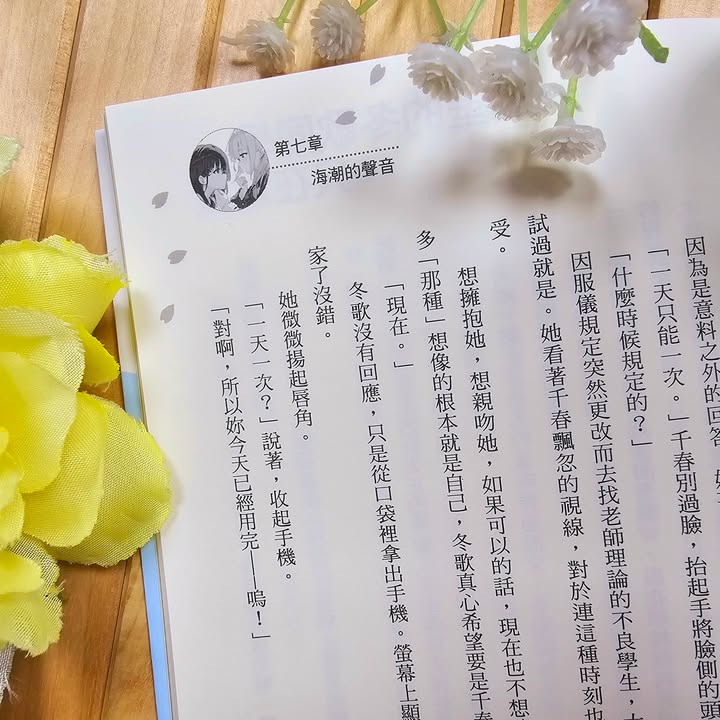 第七章
海潮的聲音
因為是意料之外的回答，
「一天只能一次。」千春別過臉，抬起手將臉側的頭
「什麼時候規定的？」
因服儀規定突然更改而去找老師理論的不良學生，
試過就是。她看著千春飄忽的視線，對於連這種時刻也
受。
想擁抱她，想親吻她，如果可以的話，現在也不想
多「那種」想像的根本就是自己，冬歌真心希望要是千春
「現在。」
冬歌沒有回應，只是從口袋裡拿出手機。螢幕上顯
家了沒錯。
她微微揚起唇角。
「一天一次？」說著，收起手機。
「對啊，所以妳今天已經用完——嗚！」